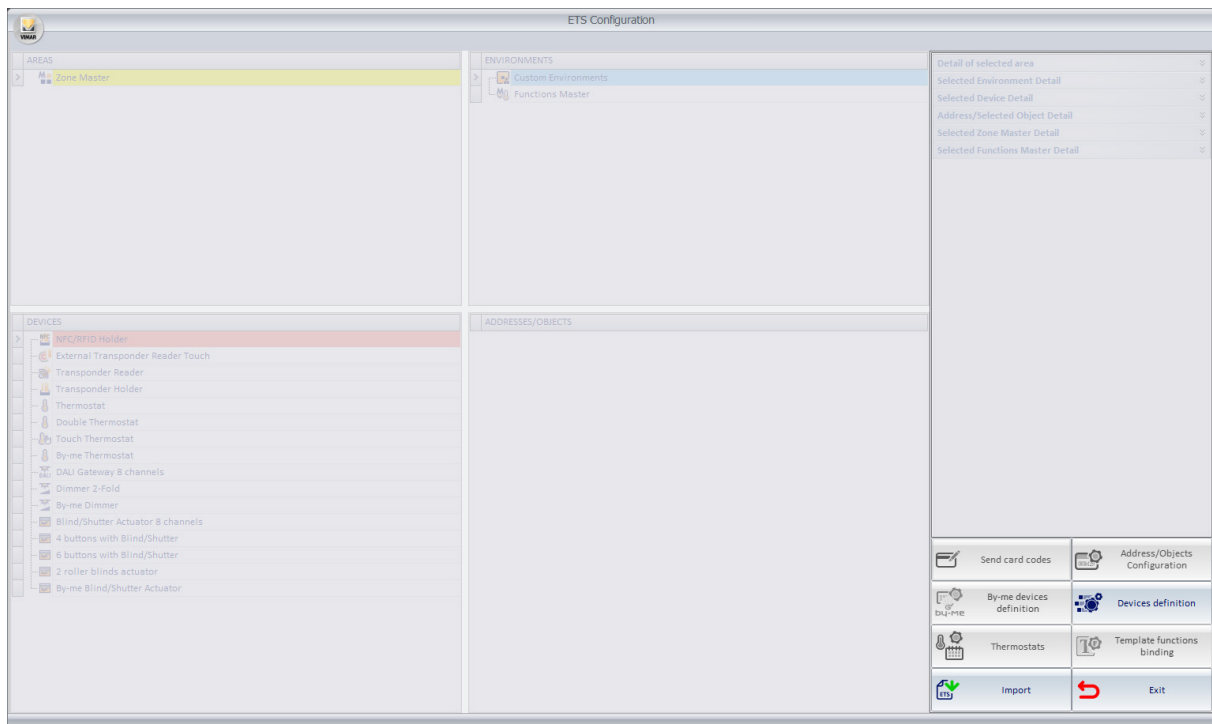 ETS Configuration
VIMAR
AREAS
Zone Master
ENVIRONMENTS
Custom Environments
Functions Master
Detail of selected area
Selected Environment Detail
Selected Device Detail
Address/Selected Object Detail
Selected Zone Master Detail
Selected Functions Master Detail
DEVICES
NFC/RFID Holder
External Transponder Reader Touch
Transponder Reader
Transponder Holder
Thermostat
Double Thermostat
Touch Thermostat
By-me Thermostat
DALI Gateway 8 channels
Dimmer 2-Fold
By-me Dimmer
Blind/Shutter Actuator 8 channels
4 buttons with Blind/Shutter
6 buttons with Blind/Shutter
2 roller blinds actuator
By-me Blind/Shutter Actuator
ADDRESSES/OBJECTS
Send card codes
Address/Objects
Configuration
by-me
By-me devices
definition
Devices definition
Thermostats
Template functions
binding
ETS
Import
Exit